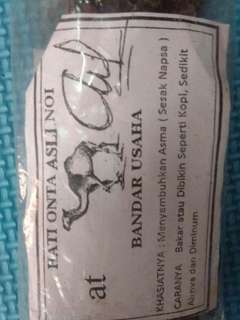 HATI ONTA ASLI NOI
at
BANDAR USAHA
KHASIATNYA : Menyembuhkan Asma ( Sesak Napsa )
CARANYA Bakar atau Dibikin Seperti Kopi, Sedikit
Airnya dan Diminum